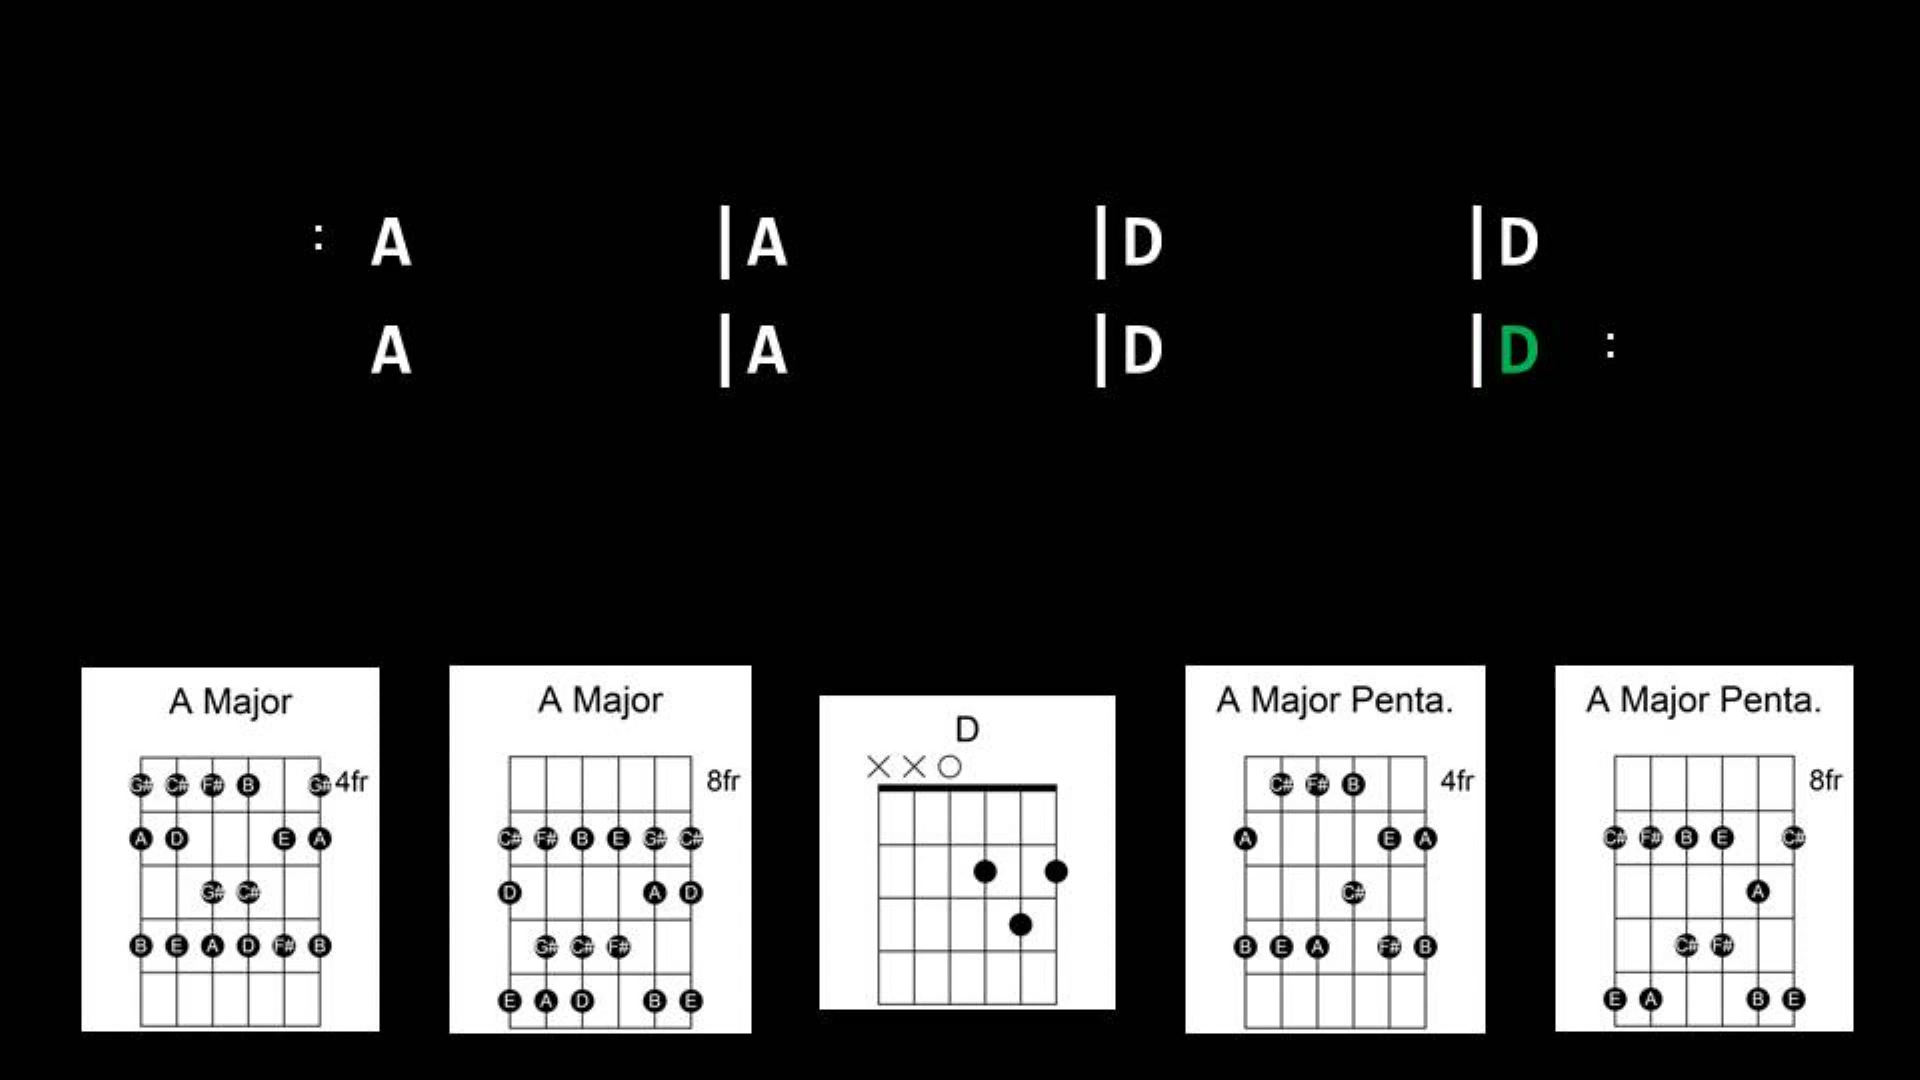 : A |A |D |D
A |A |D |D :
A Major
4fr
G# C# F# B G#
A D E A
G# C#
B E A D F# B
A Major
8fr
C# F# B E G# C#
D A D
G# C# F#
E A D B E
D
X X O
A Major Penta.
4fr
C# F# B
A E A
C#
B E A F# B
A Major Penta.
8fr
C# F# B E C#
A
C# F#
E A B E